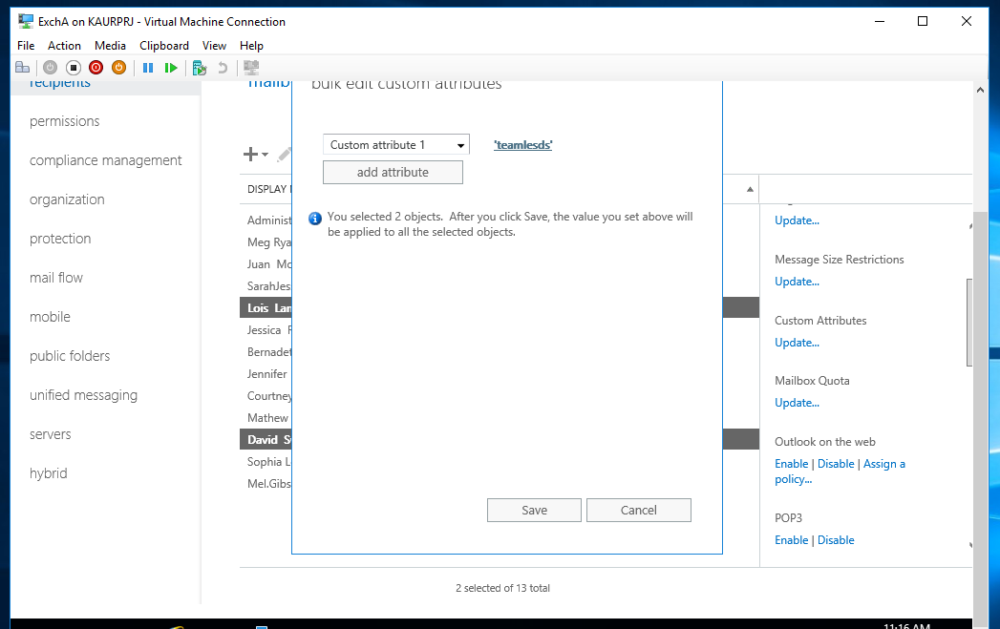 ExchA on KAURPRJ - Virtual Machine Connection
File Action Media Clipboard View Help
recipients
permissions
compliance management
organization
protection
mail flow
mobile
public folders
unified messaging
servers
hybrid
mailb
bulk edit custom attributes
Custom attribute 1
'teamlesds'
add attribute
You selected 2 objects. After you click Save, the value you set above will
be applied to all the selected objects.
Save Cancel
DISPLAY
Administ
Meg Rya
Juan Mc
SarahJes
Lois Lan
Jessica
Bernadet
Jennifer
Courtney
Mathew
David S
Sophia L
Mel.Gibs
Update...
Message Size Restrictions
Update...
Custom Attributes
Update...
Mailbox Quota
Update...
Outlook on the web
Enable | Disable | Assign a
policy...
POP3
Enable | Disable
2 selected of 13 total
11:16 AM